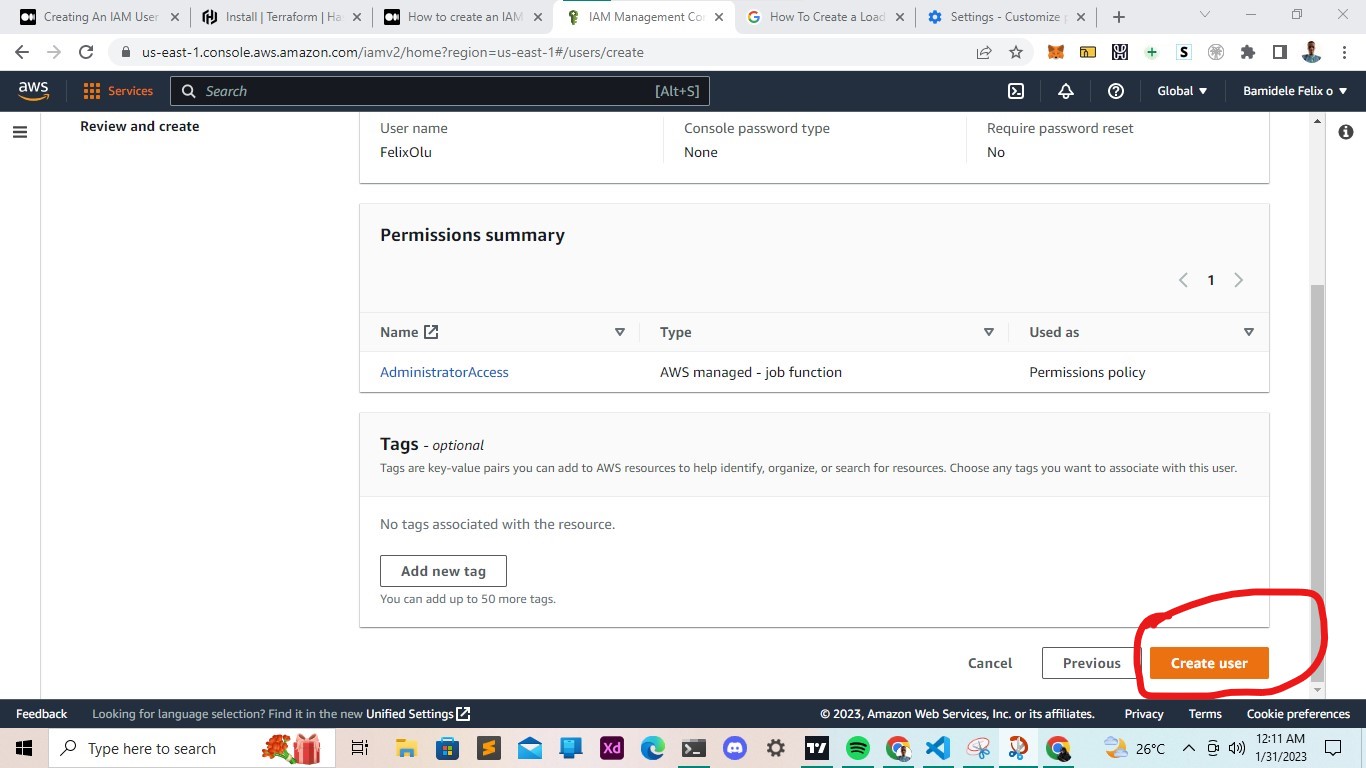 Creating An IAM User
Install | Terraform | Ha
How to create an IAM
IAM Management Co
How To Create a Load
Settings - Customize
us-east-1.console.aws.amazon.com/iamv2/home?region=us-east-1#/users/create
aws
Services
Search
[Alt+S]
Global
Bamidele Felix o
Review and create
User name
Console password type
Require password reset
FelixOlu
None
No
Permissions summary
1
Name
Type
Used as
AdministratorAccess
AWS managed - job function
Permissions policy
Tags - optional
Tags are key-value pairs you can add to AWS resources to help identify, organize, or search for resources. Choose any tags you want to associate with this user.
No tags associated with the resource.
Add new tag
You can add up to 50 more tags.
Cancel
Previous
Create user
Feedback
Looking for language selection? Find it in the new Unified Settings
© 2023, Amazon Web Services, Inc. or its affiliates.
Privacy
Terms
Cookie preferences
Type here to search
Xd
26°C
12:11 AM
1/31/2023